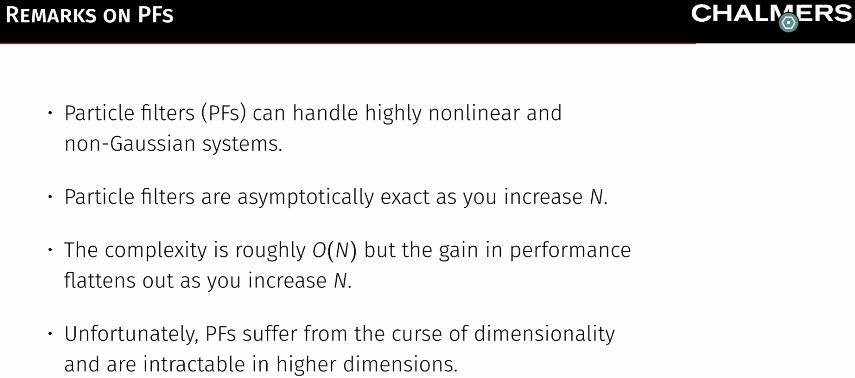 REMARKS ON PFS
CHALMERS
• Particle filters (PFs) can handle highly nonlinear and
non-Gaussian systems.
• Particle filters are asymptotically exact as you increase N.
• The complexity is roughly O(N) but the gain in performance
flattens out as you increase N.
• Unfortunately, PFs suffer from the curse of dimensionality
and are intractable in higher dimensions.